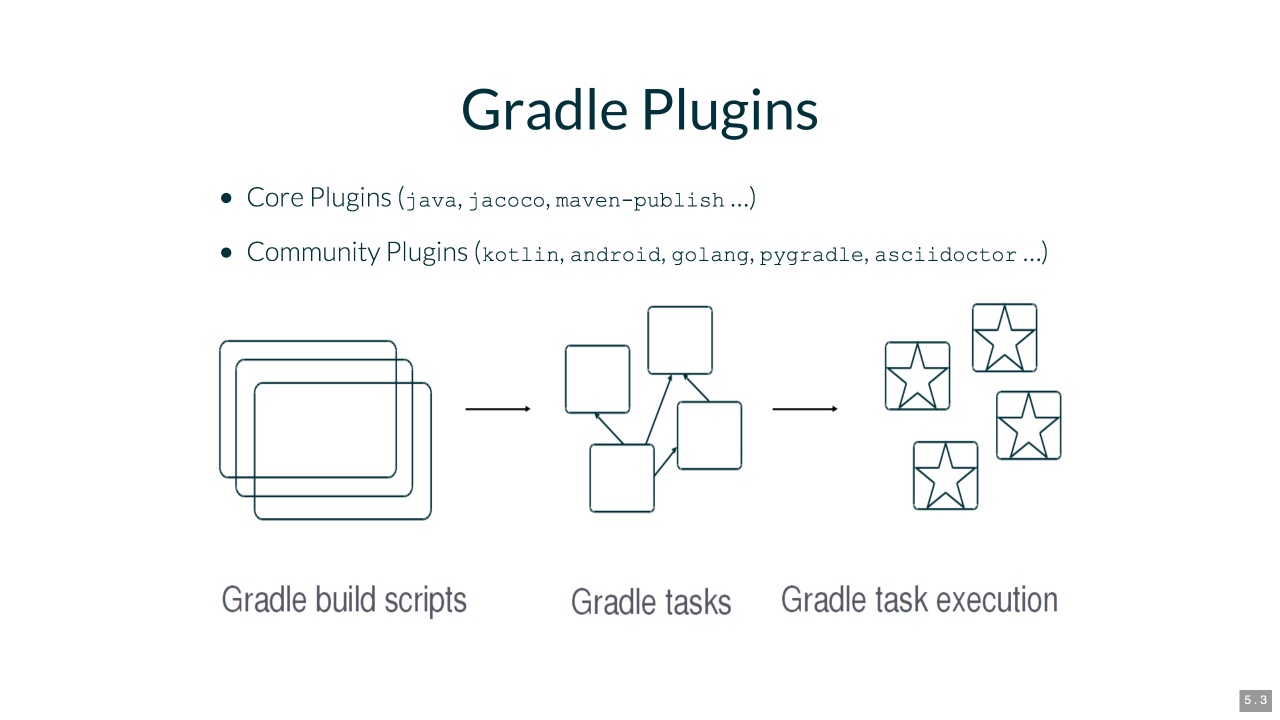 Gradle Plugins
• Core Plugins (java, jacoco, maven-publish ...)
• Community Plugins (kotlin, android, golang, pygradle, asciidoctor ...)
Gradle build scripts
Gradle tasks
Gradle task execution
5.3